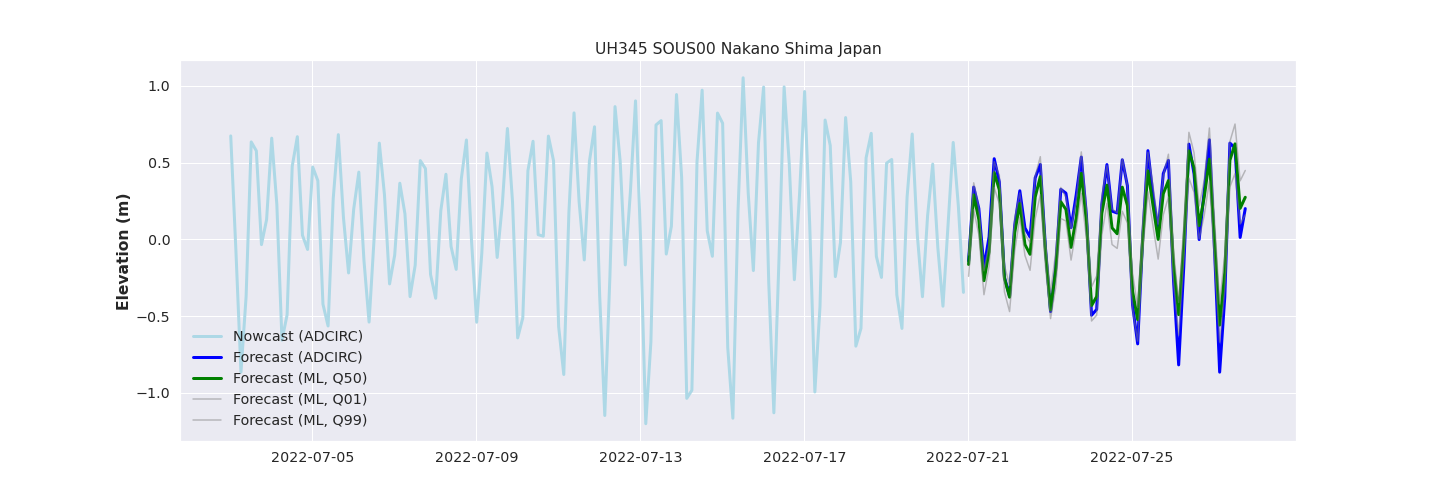 UH345 SOUS00 Nakano Shima Japan
1.0
0.5
0.0
−0.5
−1.0
Elevation (m)
Nowcast (ADCIRC)
Forecast (ADCIRC)
Forecast (ML, Q50)
Forecast (ML, Q01)
Forecast (ML, Q99)
2022-07-05 2022-07-09 2022-07-13 2022-07-17 2022-07-21 2022-07-25